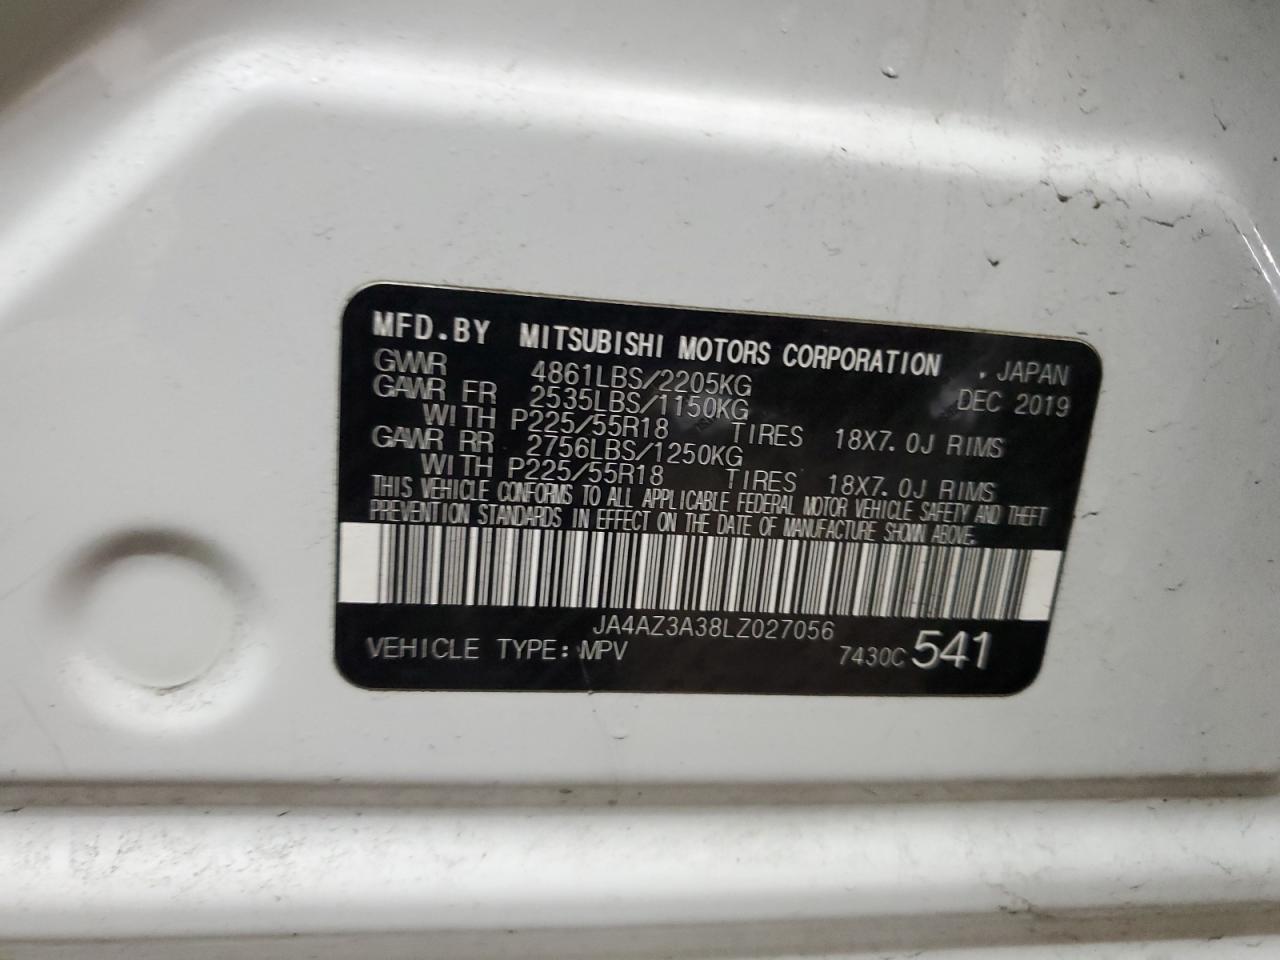 MFD.BY MITSUBISHI MOTORS CORPORATION , JAPAN
GVWR 4861LBS/2205KG DEC 2019
GAWR FR 2535LBS/1150KG
WITH P225/55R18 TIRES 18X7.0J RIMS
GAWR RR 2756LBS/1250KG
WITH P225/55R18 TIRES 18X7.0J RIMS
THIS VEHICLE CONFORMS TO ALL APPLICABLE FEDERAL MOTOR VEHICLE SAFETY AND THEFT
PREVENTION STANDARDS IN EFFECT ON THE DATE OF MANUFACTURE SHOWN ABOVE.
JA4AZ3A38LZ027056
VEHICLE TYPE: MPV 7430C 541